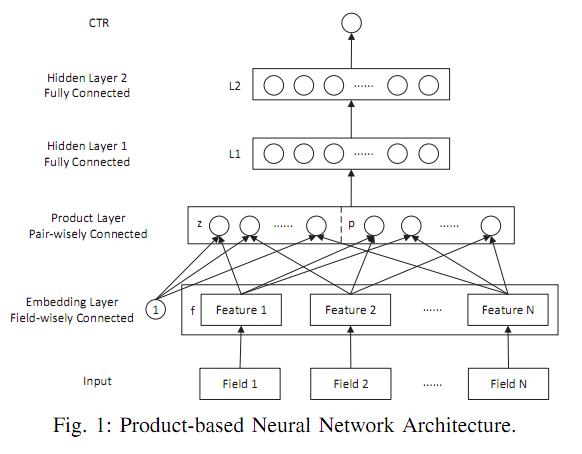 CTR
Hidden Layer 2
Fully Connected
L2
......
Hidden Layer 1
Fully Connected
L1
......
Product Layer
Pair-wisely Connected
z
......
p
......
Embedding Layer
Field-wisely Connected
1
f
Feature 1
Feature 2
......
Feature N
Input
Field 1
Field 2
......
Field N
Fig. 1: Product-based Neural Network Architecture.